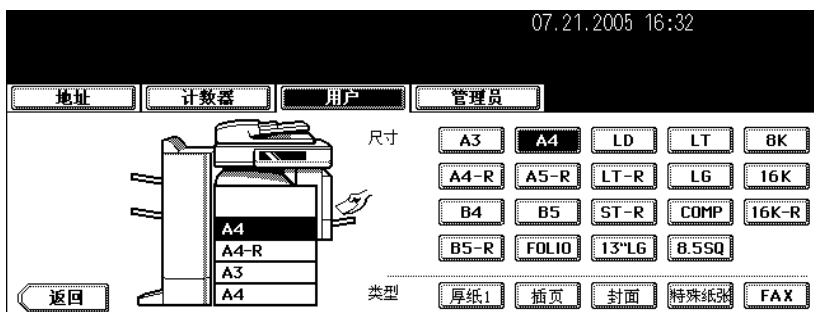 07.21.2005 16:32
地址 计数器 用户 管理员
尺寸 A3 A4 LD LT 8K
A4-R A5-R LT-R LG 16K
B4 B5 ST-R COMP 16K-R
A4
A4-R
B5-R FOLIO 13"LG 8.5SQ
A3
返回 A4 类型 厚纸1 插页 封面 特殊纸张 FAX